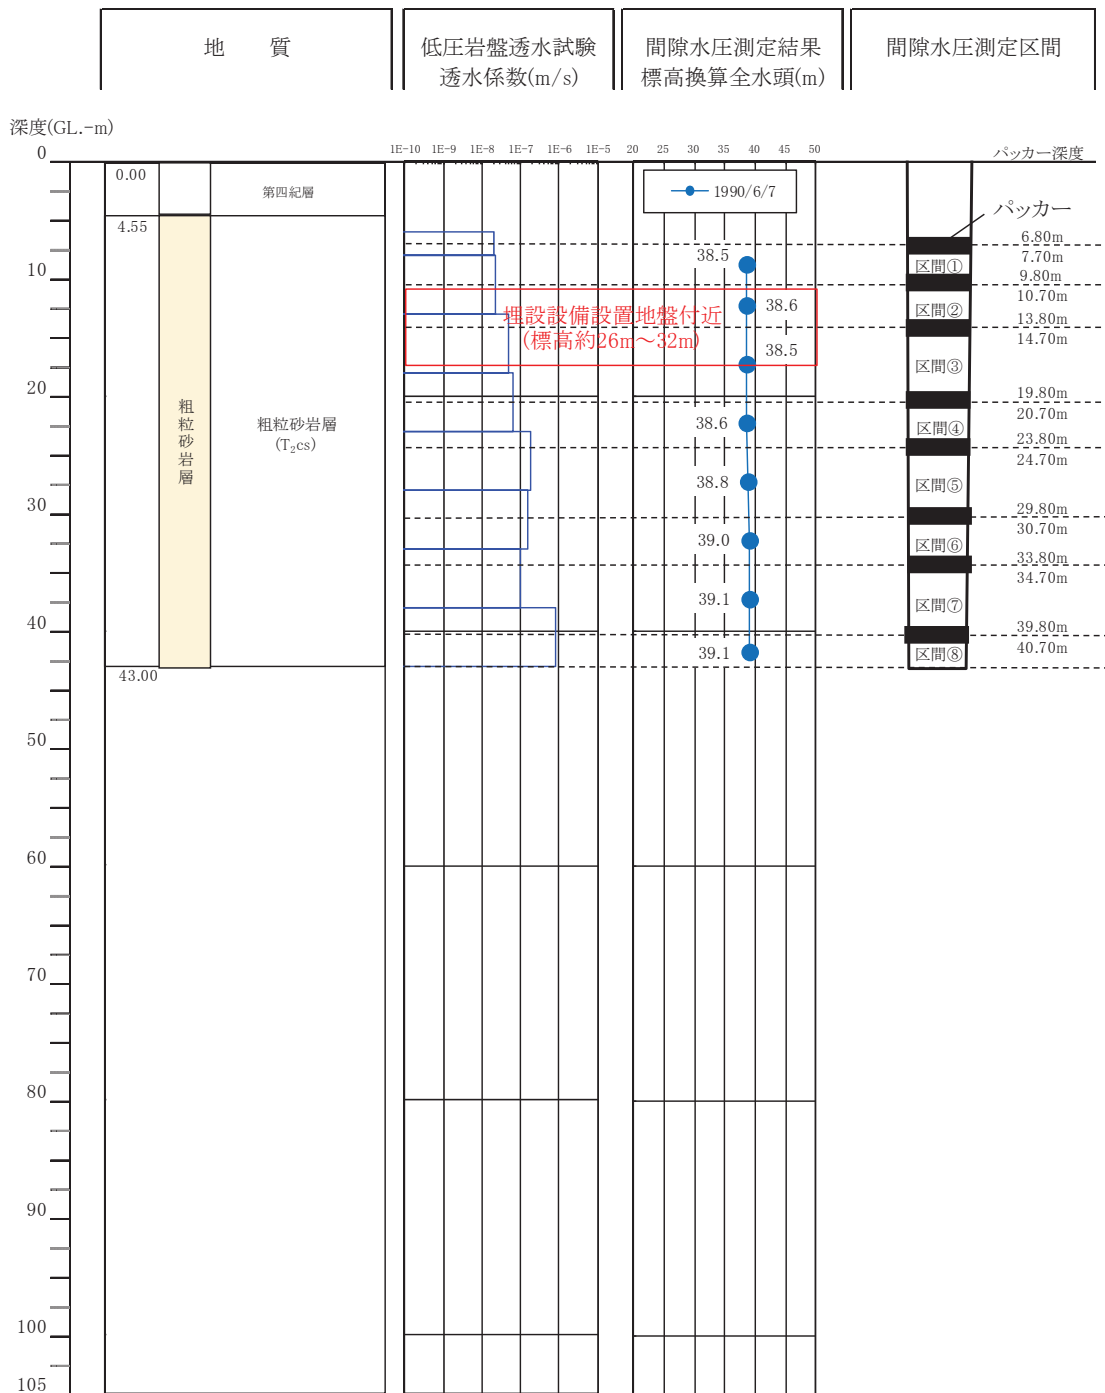 地　質
低圧岩盤透水試験
透水係数(m/s)
間隙水圧測定結果
標高換算全水頭(m)
間隙水圧測定区間
深度(GL.-m)
1E-10 1E-9 1E-8 1E-7 1E-6 1E-5
20 25 30 35 40 45 50
パッカー深度
0
10
20
30
40
50
60
70
80
90
100
105
0.00
第四紀層
4.55
粗粒砂岩層
粗粒砂岩層
(T₂cs)
43.00
1990/6/7
38.5
38.6
38.5
38.6
38.8
39.0
39.1
39.1
埋設設備設置地盤付近
(標高約26m～32m)
パッカー
区間①
区間②
区間③
区間④
区間⑤
区間⑥
区間⑦
区間⑧
6.80m
7.70m
9.80m
10.70m
13.80m
14.70m
19.80m
20.70m
23.80m
24.70m
29.80m
30.70m
33.80m
34.70m
39.80m
40.70m